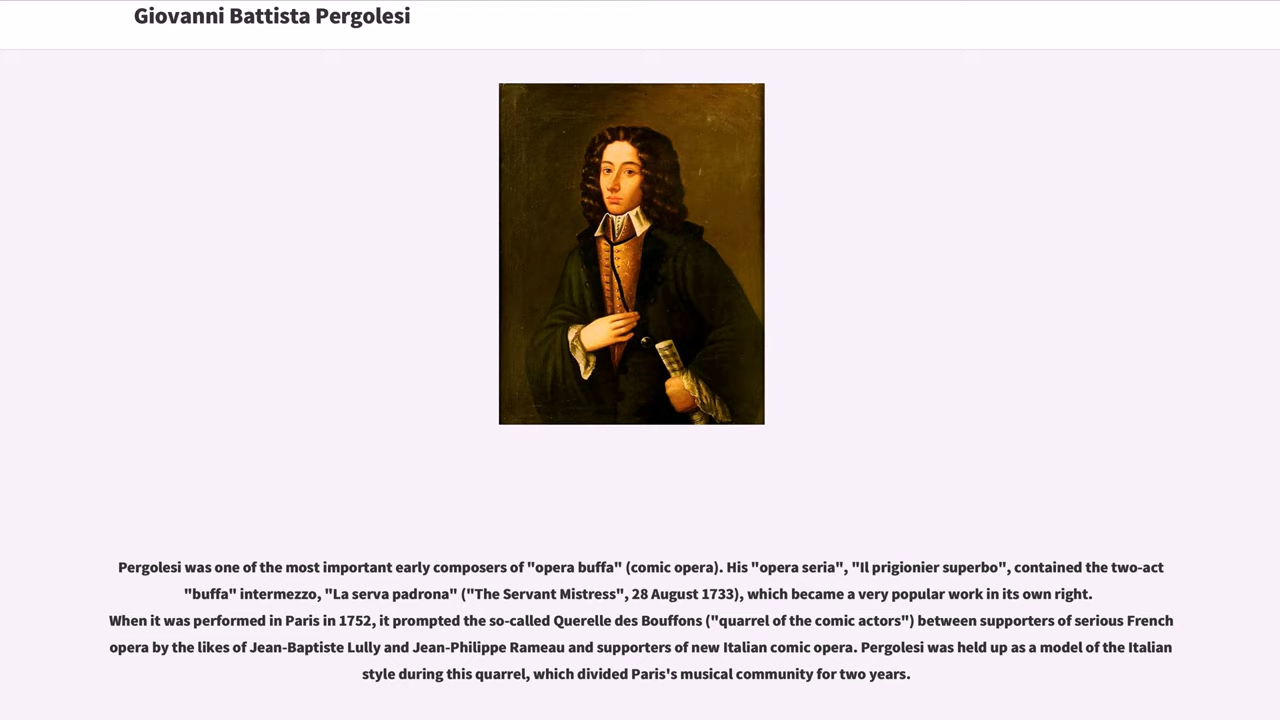 Giovanni Battista Pergolesi
Pergolesi was one of the most important early composers of "opera buffa" (comic opera). His "opera seria", "Il prigionier superbo", contained the two-act
"buffa" intermezzo, "La serva padrona" ("The Servant Mistress", 28 August 1733), which became a very popular work in its own right.
When it was performed in Paris in 1752, it prompted the so-called Querelle des Bouffons ("quarrel of the comic actors") between supporters of serious French
opera by the likes of Jean-Baptiste Lully and Jean-Philippe Rameau and supporters of new Italian comic opera. Pergolesi was held up as a model of the Italian
style during this quarrel, which divided Paris's musical community for two years.